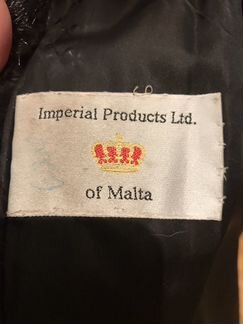 Imperial Products Ltd.
of Malta